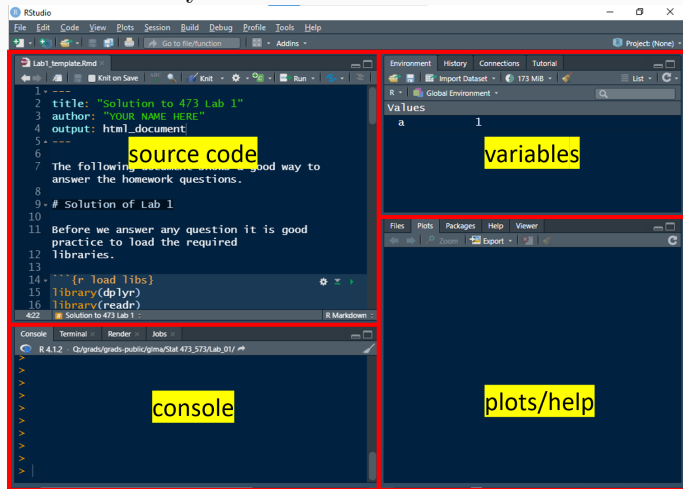 RStudio
File Edit Code View Plots Session Build Debug Profile Tools Help
Go to file/function Addins Project: (None)
Lab1_template.Rmd
Knit on Save ABC Knit Run
1 ---
2 title: "Solution to 473 Lab 1"
3 author: "YOUR NAME HERE"
4 output: html_document
5 ---
source code
6
7 The following good way to
answer the homework questions.
8
9 # Solution of Lab 1
10
11 Before we answer any question it is good
practice to load the required
12 libraries.
13
14 ```{r load libs}
15 library(dplyr)
16 library(readr)
4:22 # Solution to 473 Lab 1 R Markdown
Console Terminal Render Jobs
R 4.1.2 · Q:/grads/grads-public/glma/Stat 473_573/Lab_01/
>
>
>
>
console
>
>
>
>
>
>
Environment History Connections Tutorial
Import Dataset 173 MiB List
R Global Environment
Values
a 1
variables
Files Plots Packages Help Viewer
Zoom Export
plots/help